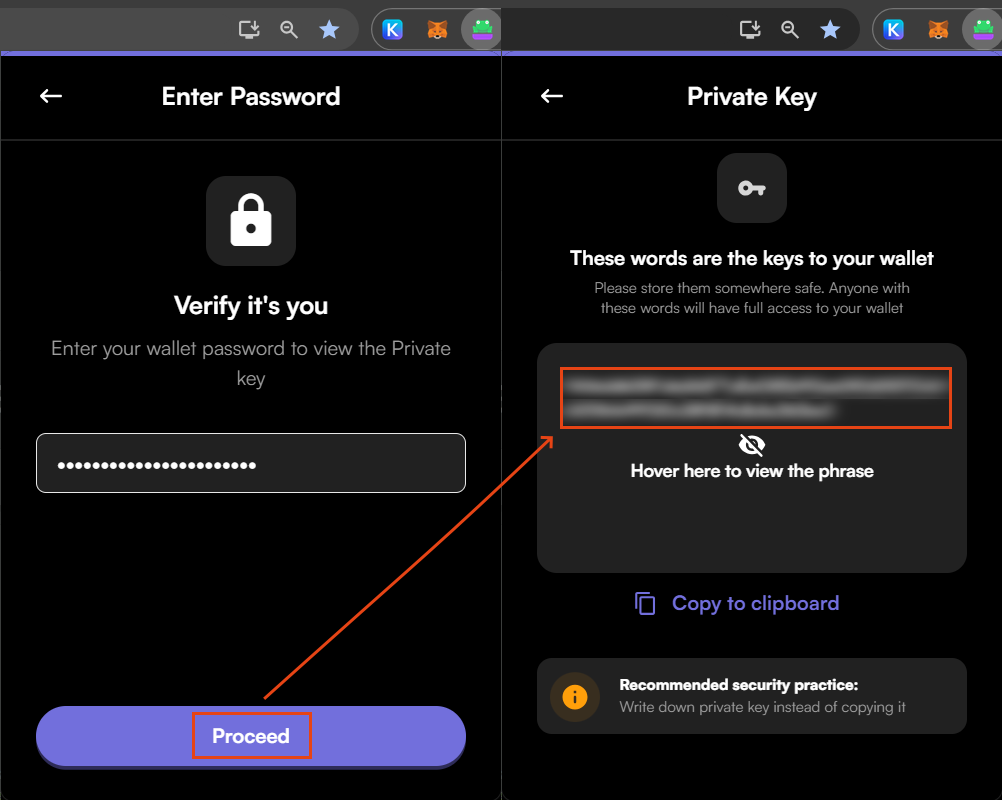 K
Enter Password
Verify it's you
Enter your wallet password to view the Private
key
•••••••••••••••••••••••
Proceed
K
Private Key
These words are the keys to your wallet
Please store them somewhere safe. Anyone with
these words will have full access to your wallet
Hover here to view the phrase
Copy to clipboard
Recommended security practice:
Write down private key instead of copying it